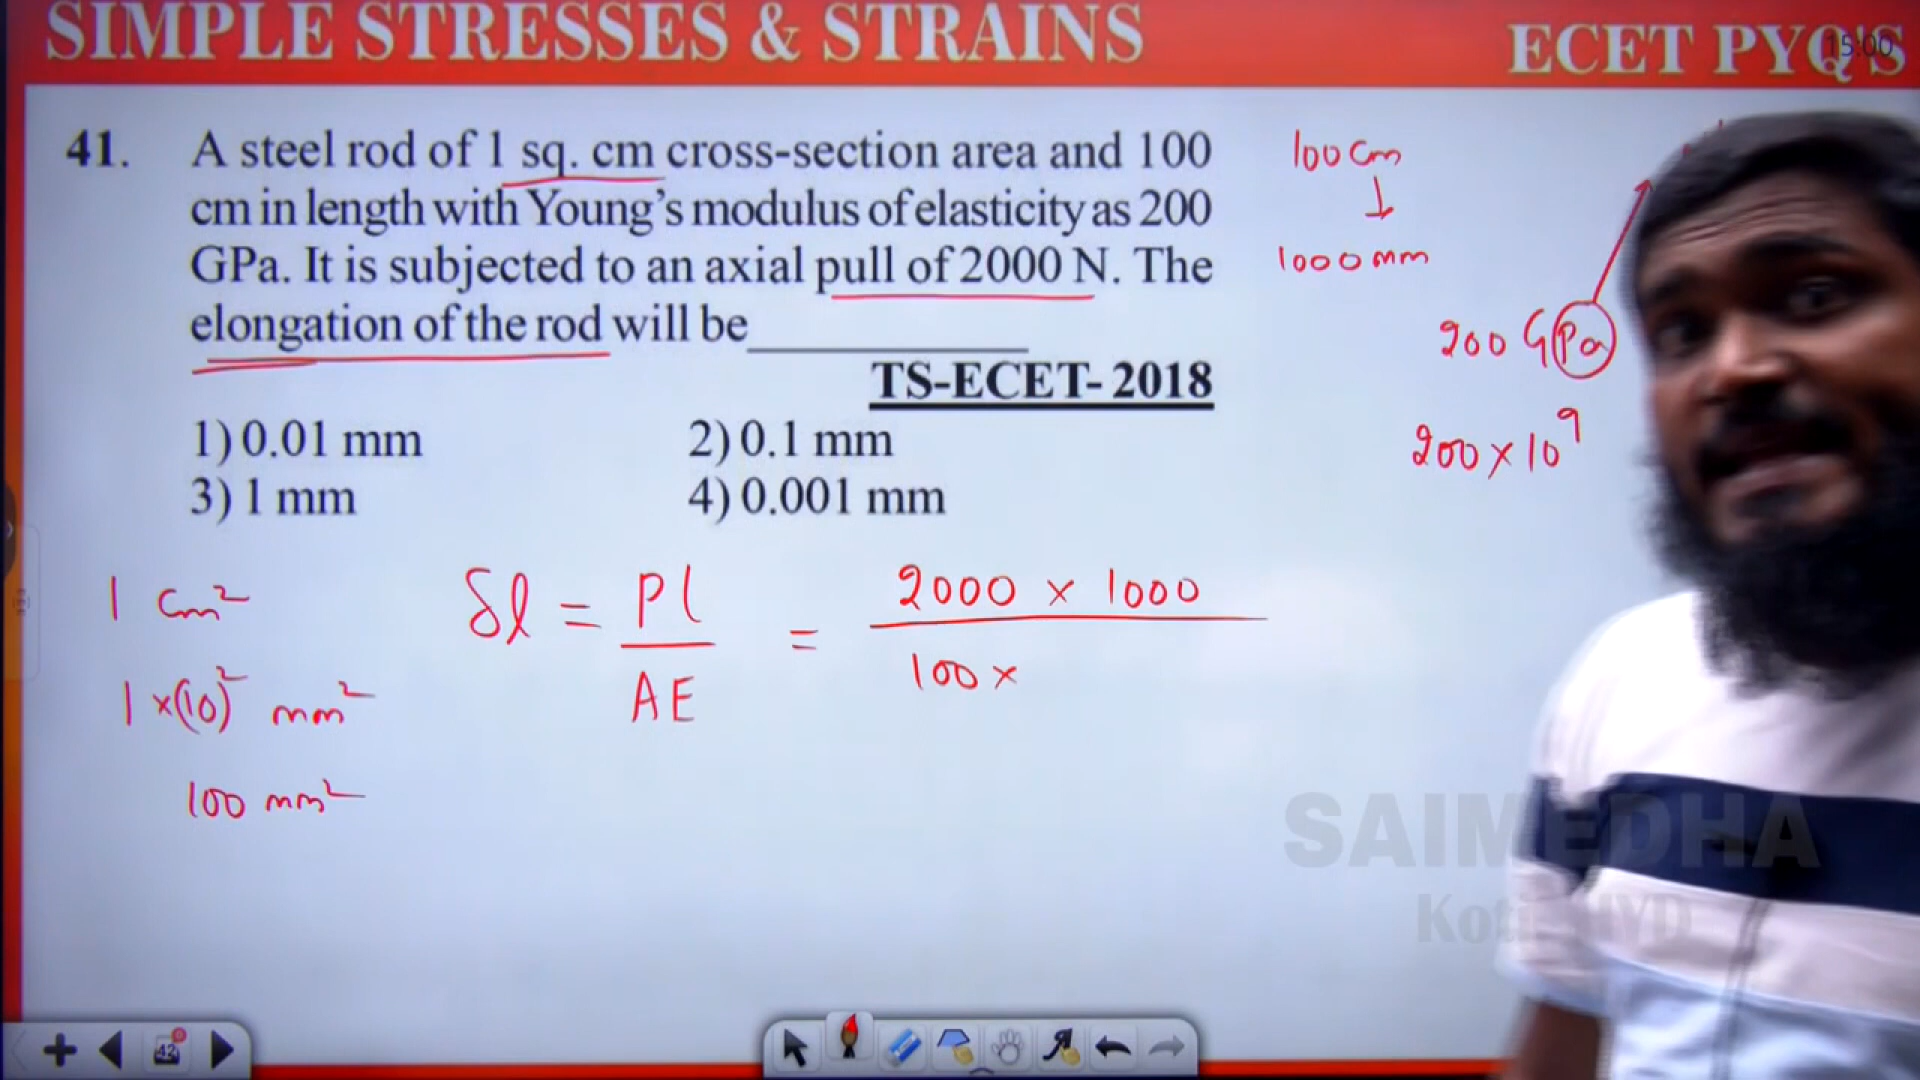 SIMPLE STRESSES & STRAINS
ECET PYQ'S
15:00
41. A steel rod of 1 sq. cm cross-section area and 100
cm in length with Young's modulus of elasticity as 200
GPa. It is subjected to an axial pull of 2000 N. The
elongation of the rod will be____________
TS-ECET- 2018
1) 0.01 mm 2) 0.1 mm
3) 1 mm 4) 0.001 mm
100 cm
↓
1000 mm
200 GPa
200 × 10⁹
1 cm²
1 ×(10)² mm²
100 mm²
δl = Pl / AE = 2000 × 1000 / 100 ×
SAIMEDHA
42